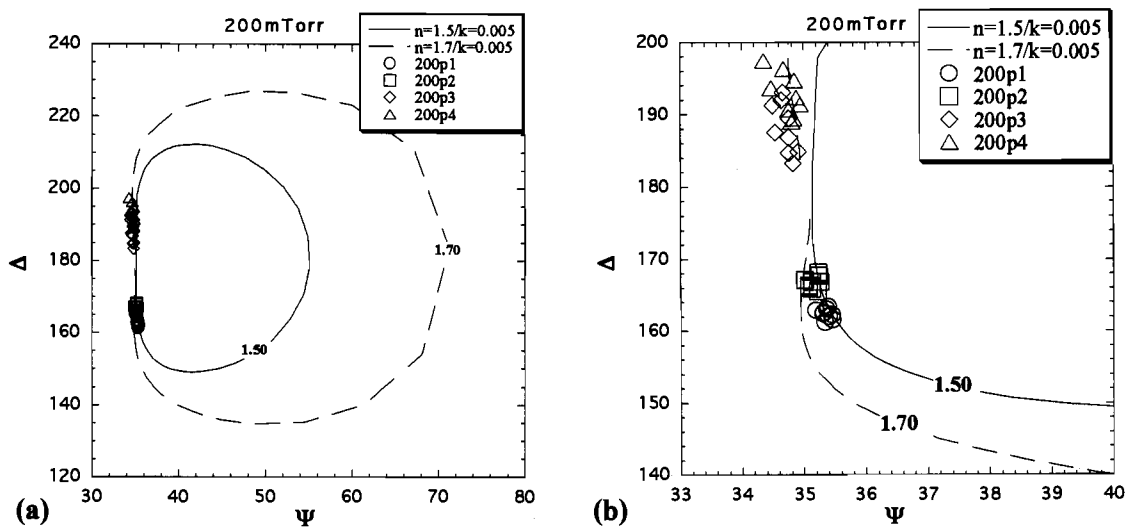 200mTorr
n=1.5/k=0.005
n=1.7/k=0.005
200p1
200p2
200p3
200p4
240
220
200
180
160
140
120
Δ
1.70
1.50
30 40 50 60 70 80
(a)
Ψ
200mTorr
n=1.5/k=0.005
n=1.7/k=0.005
200p1
200p2
200p3
200p4
200
190
180
170
160
150
140
Δ
1.50
1.70
33 34 35 36 37 38 39 40
(b)
Ψ